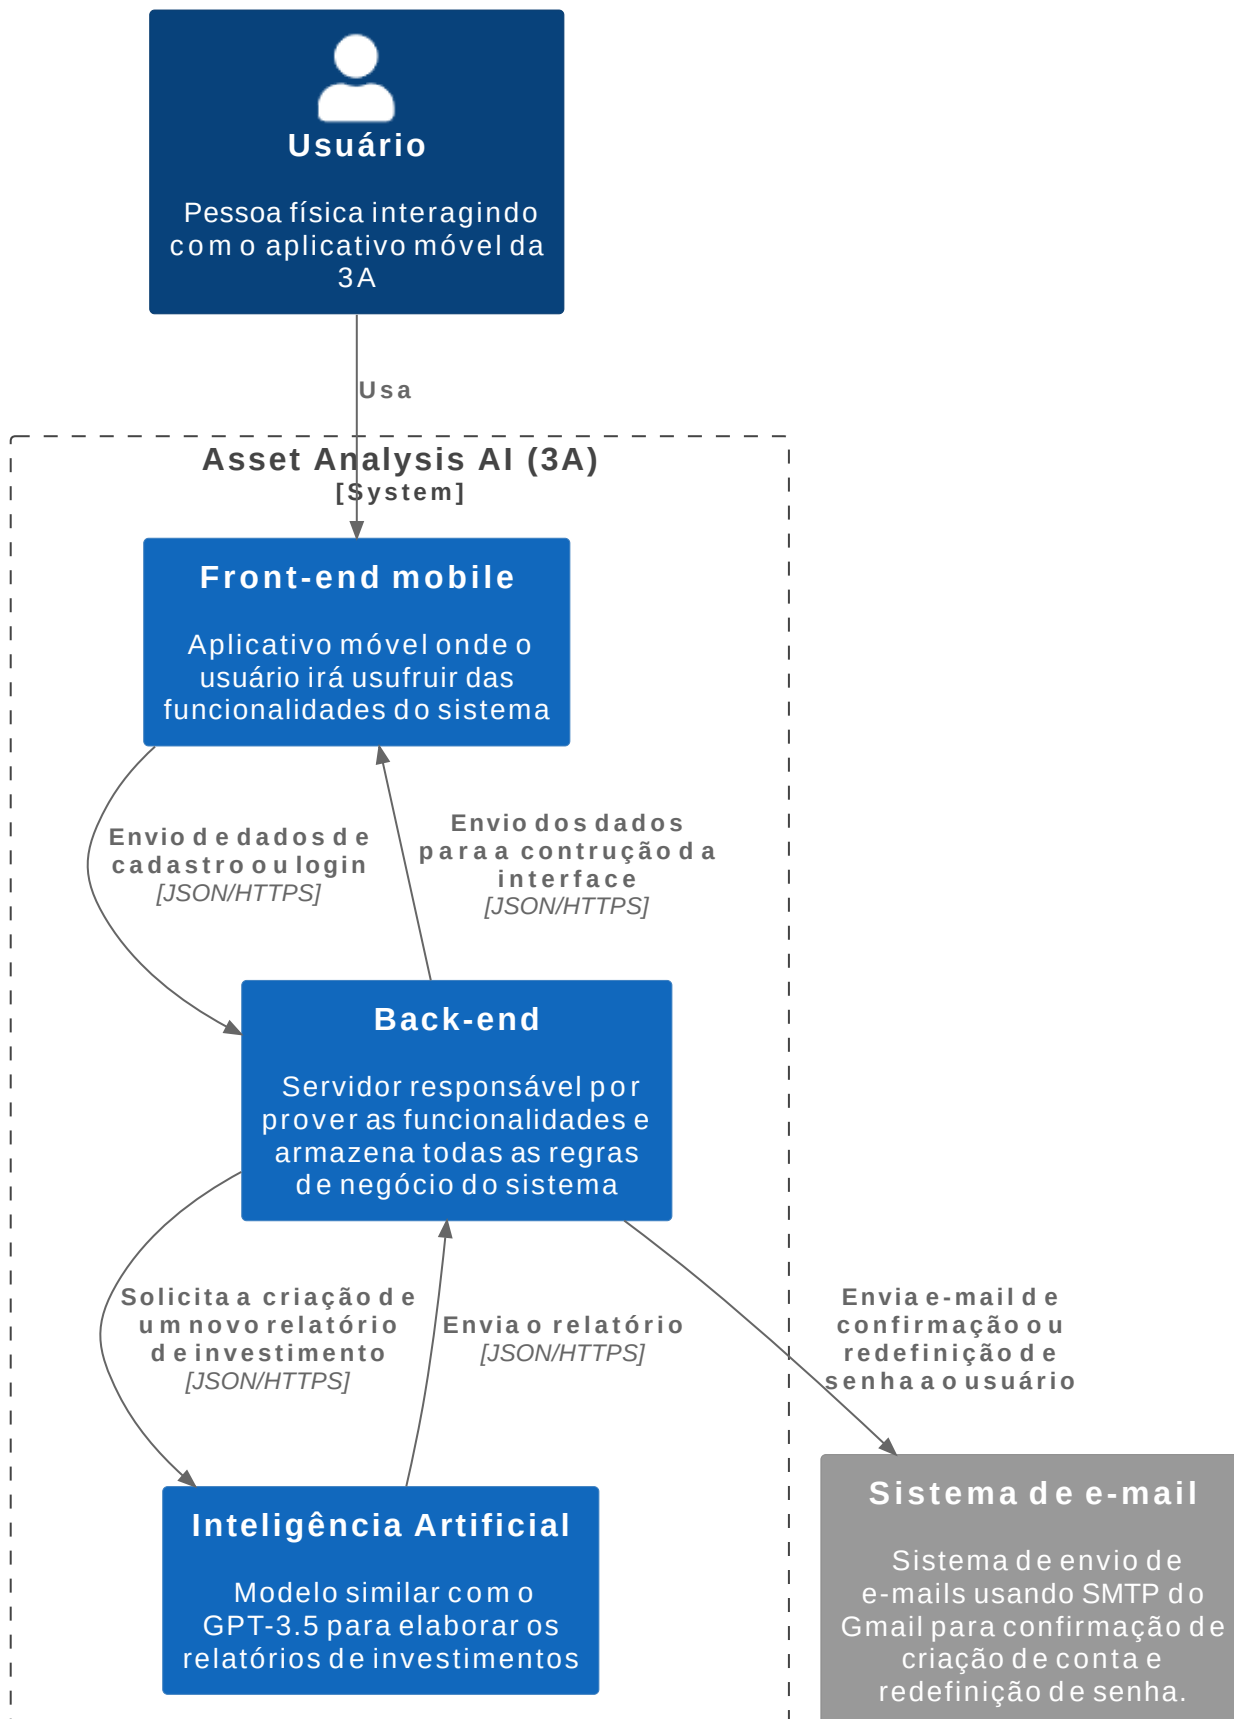 Usuário
Pessoa física interagindo
com o aplicativo móvel da
3A
Usa
Asset Analysis AI (3A)
[System]
Front-end mobile
Aplicativo móvel onde o
usuário irá usufruir das
funcionalidades do sistema
Envio de dados de
cadastro ou login
[JSON/HTTPS]
Envio dos dados
para a contrução da
interface
[JSON/HTTPS]
Back-end
Servidor responsável por
prover as funcionalidades e
armazena todas as regras
de negócio do sistema
Solicita a criação de
um novo relatório
de investimento
[JSON/HTTPS]
Envia o relatório
[JSON/HTTPS]
Envia e-mail de
confirmação ou
redefinição de
senha ao usuário
Inteligência Artificial
Modelo similar com o
GPT-3.5 para elaborar os
relatórios de investimentos
Sistema de e-mail
Sistema de envio de
e-mails usando SMTP do
Gmail para confirmação de
criação de conta e
redefinição de senha.